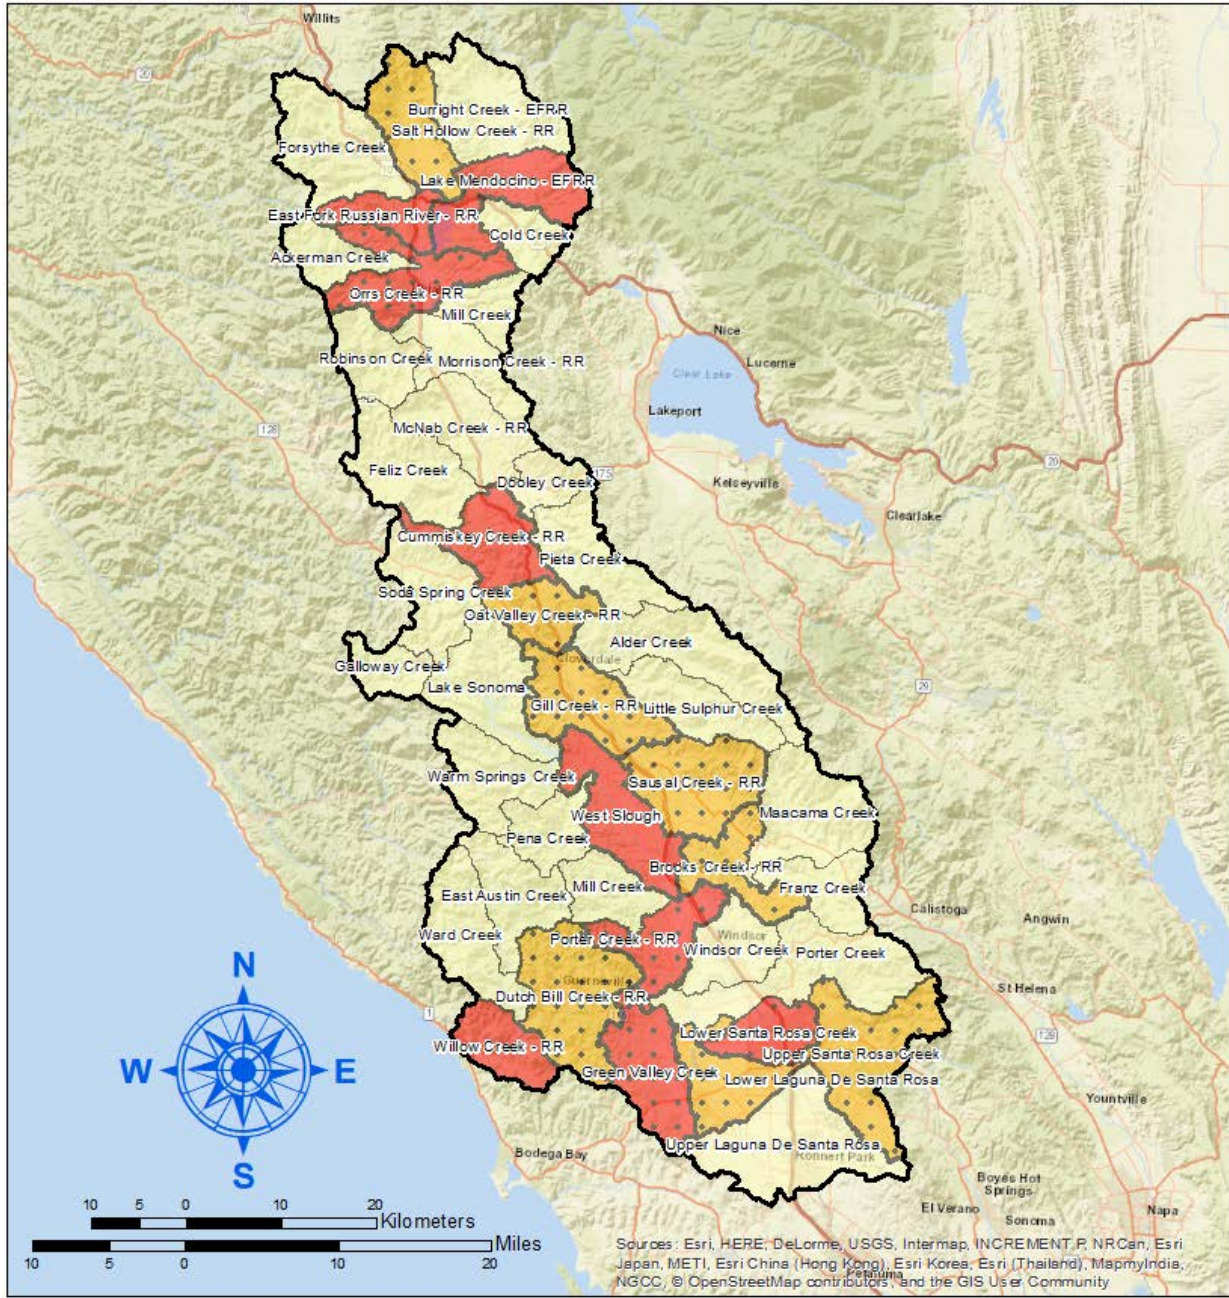 Willits
20
Burright Creek - EFRR
Salt Hollow Creek - RR
Forsythe Creek
Lake Mendocino - EFRR
East Fork Russian River - RR
Cold Creek
Ackerman Creek
Orrs Creek - RR
Mill Creek
Nice
Robinson Creek
Morrison Creek - RR
Lucerne
Clear Lake
Lakeport
128
McNab Creek - RR
20
Feliz Creek
175
Dooley Creek
Kelseyville
Clearlake
Cummiskey Creek - RR
Pieta Creek
Soda Spring Creek
Oat Valley Creek - RR
Alder Creek
Cloverdale
Galloway Creek
Lake Sonoma
29
Gill Creek - RR
Little Sulphur Creek
Warm Springs Creek
Sausal Creek - RR
West Slough
Maacama Creek
Pena Creek
Brooks Creek - RR
Mill Creek
Franz Creek
East Austin Creek
Calistoga
Angwin
Ward Creek
Porter Creek - RR
Windsor
Windsor Creek
Porter Creek
Guerneville
St Helena
Dutch Bill Creek - RR
1
Lower Santa Rosa Creek
128
Willow Creek - RR
Upper Santa Rosa Creek
Green Valley Creek
Lower Laguna De Santa Rosa
Yountville
Upper Laguna De Santa Rosa
Rohnert Park
Bodega Bay
Boyes Hot
Springs
El Verano
Sonoma
Napa
N
W
E
S
10 5 0 10 20
Kilometers
Miles
10 5 0 10 20
Petaluma
Sources: Esri, HERE, DeLorme, USGS, Intermap, INCREMENT P, NRCan, Esri
Japan, METI, Esri China (Hong Kong), Esri Korea, Esri (Thailand), MapmyIndia,
NGCC, © OpenStreetMap contributors, and the GIS User Community